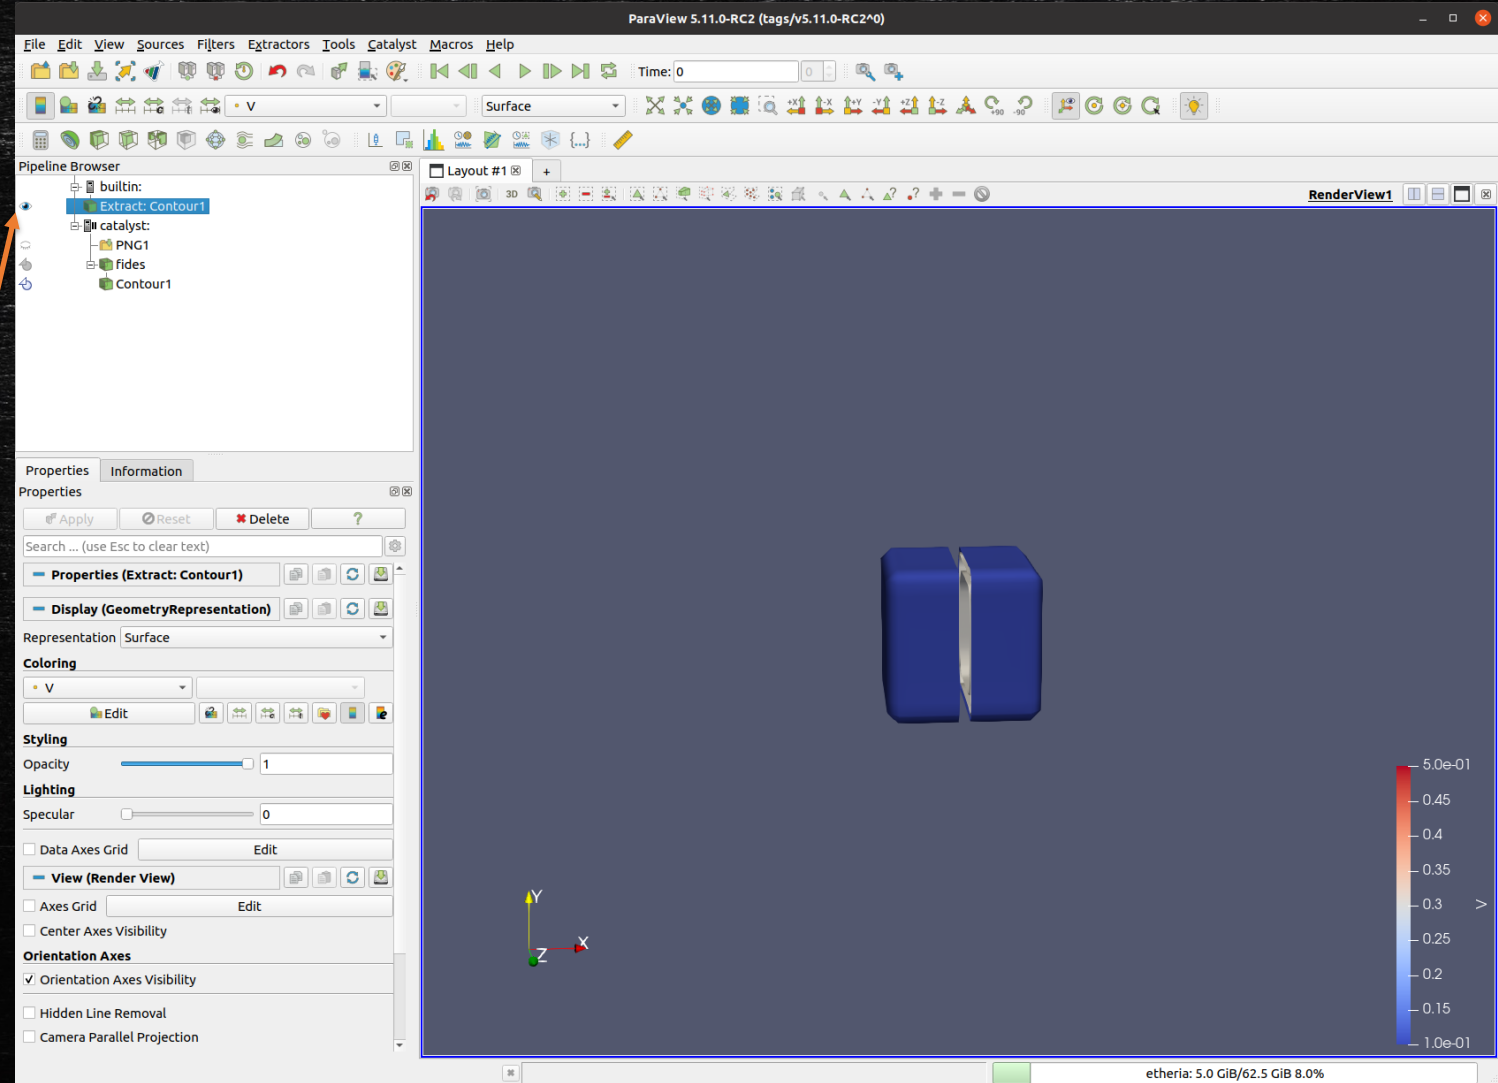 ParaView 5.11.0-RC2 (tags/v5.11.0-RC2^0)
File Edit View Sources Filters Extractors Tools Catalyst Macros Help
Time: 0 0
V Surface +X -X +Y -Y +Z -Z +90 -90
Pipeline Browser
Layout #1 +
builtin:
3D RenderView1
Extract: Contour1
catalyst:
PNG1
fides
Contour1
Properties Information
Properties
Apply Reset Delete ?
Search ... (use Esc to clear text)
Properties (Extract: Contour1)
Display (GeometryRepresentation)
Representation Surface
Coloring
V
Edit
Styling
Opacity 1
Lighting
Specular 0
Data Axes Grid Edit
View (Render View)
Axes Grid Edit
Center Axes Visibility
Orientation Axes
Orientation Axes Visibility
Hidden Line Removal
Camera Parallel Projection
Y
X
Z
5.0e-01
0.45
0.4
0.35
0.3
V
0.25
0.2
0.15
1.0e-01
etheria: 5.0 GiB/62.5 GiB 8.0%